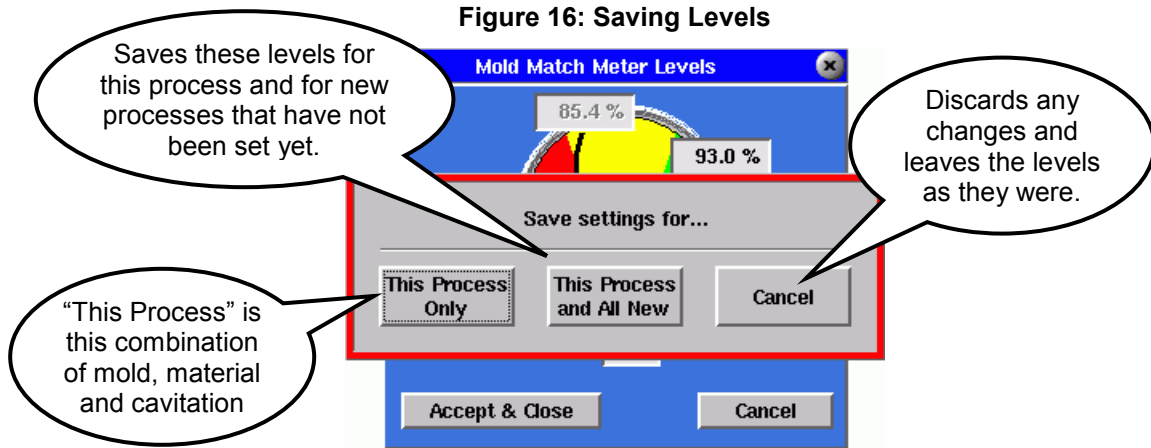 Figure 16: Saving Levels
Saves these levels for
this process and for new
processes that have not
been set yet.
Mold Match Meter Levels
x
85.4 %
93.0 %
Discards any
changes and
leaves the levels
as they were.
Save settings for...
This Process
Only
This Process
and All New
Cancel
“This Process” is
this combination
of mold, material
and cavitation
Accept & Close
Cancel